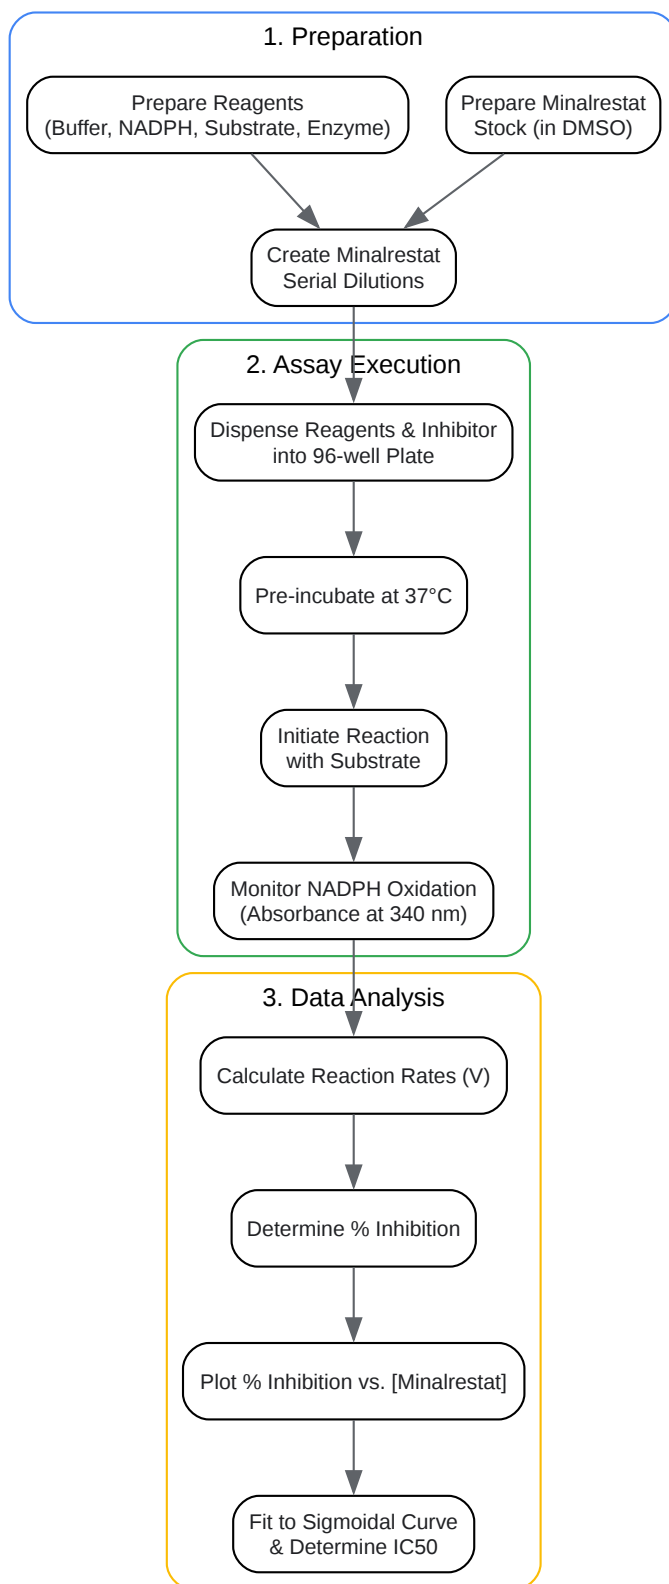 1. Preparation
Prepare Reagents
(Buffer, NADPH, Substrate, Enzyme)
Prepare Minalrestat
Stock (in DMSO)
Create Minalrestat
Serial Dilutions
2. Assay Execution
Dispense Reagents & Inhibitor
into 96-well Plate
Pre-incubate at 37°C
Initiate Reaction
with Substrate
Monitor NADPH Oxidation
(Absorbance at 340 nm)
3. Data Analysis
Calculate Reaction Rates (V)
Determine % Inhibition
Plot % Inhibition vs. [Minalrestat]
Fit to Sigmoidal Curve
& Determine IC50